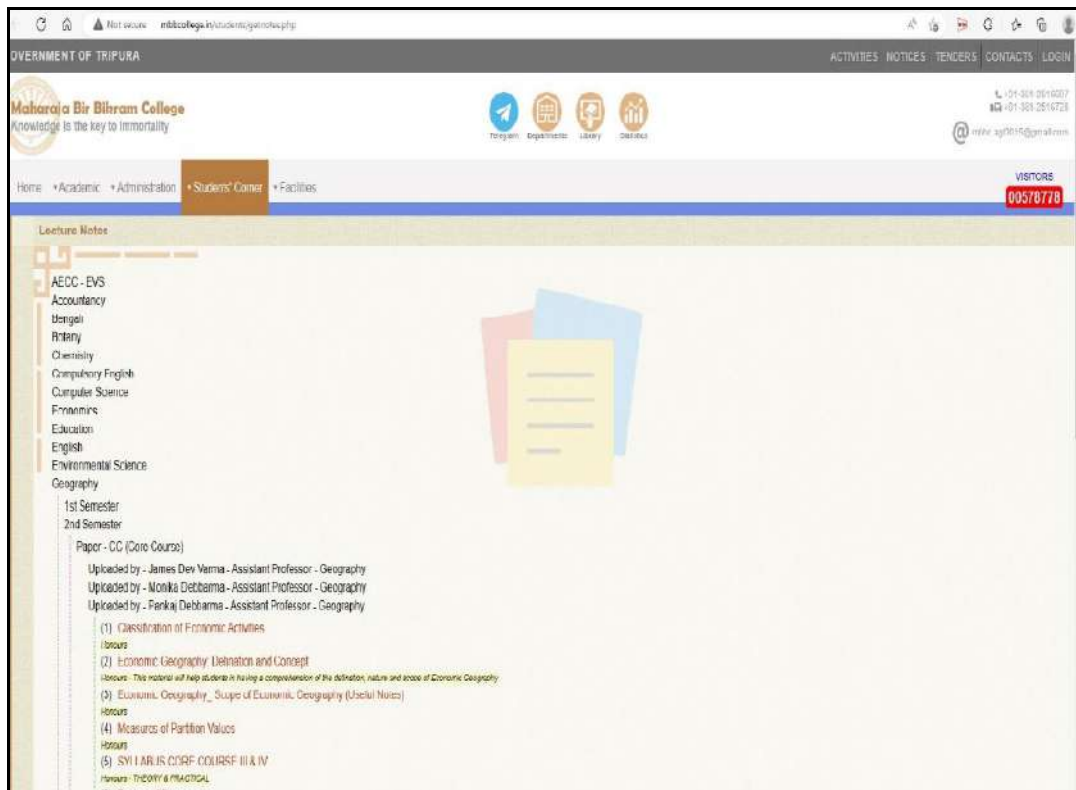 Not secure mbbcollege.in/students/getnotes.php
OVERNMENT OF TRIPURA
ACTIVITIES NOTICES TENDERS CONTACTS LOGIN
Maharaja Bir Bikram College
Knowledge is the key to immortality
Telegram Departments Library Statistics
Home Academic Administration Students' Corner Facilities
VISITORS
00578778
Lecture Notes
AECC - EVS
Accountancy
Bengali
Botany
Chemistry
Compulsory English
Computer Science
Economics
Education
English
Environmental Science
Geography
1st Semester
2nd Semester
Paper - CC (Core Course)
Uploaded by - James Dev Varma - Assistant Professor - Geography
Uploaded by - Monika Debbarma - Assistant Professor - Geography
Uploaded by - Pankaj Debbarma - Assistant Professor - Geography
(1) Classification of Economic Activities
Honours
(2) Economic Geography: Defination and Concept
Honours - This material will help students in having a comprehension of the defination, nature and scope of Economic Geography
(3) Economic Geography_ Scope of Economic Geography (Useful Notes)
Honours
(4) Measures of Partition Values
Honours
(5) SYLLABUS CORE COURSE III & IV
Honours - THEORY & PRACTICAL